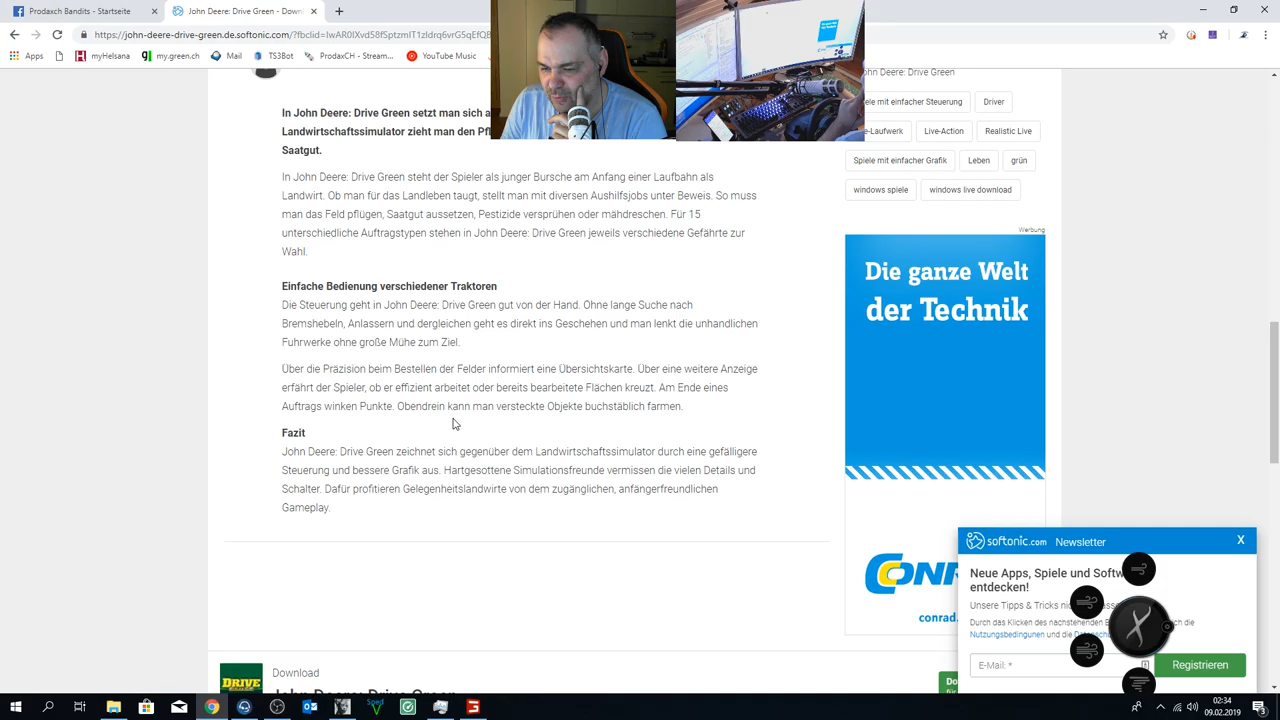 Prodaxch Bandits - Startseite
John Deere: Drive Green - Downl
deere-drive-green.de.softonic.com/?fbclid=
Apps
myHelsana
my.green.ch
Mail
TS3Bot
ProdaxCH - Stream...
YouTube Music
John Deere: Drive Green
mit einfacher Steuerung
Driver
Live-Action
Realistic Live
Spiele mit einfacher Grafik
Leben
grün
windows spiele
windows live download
In John Deere: Drive Green setzt man sich
Landwirtschaftssimulator zieht man den
Saatgut.
In John Deere: Drive Green steht der Spieler als junger Bursche am Anfang einer Laufbahn als
Landwirt. Ob man für das Landleben taugt, stellt man mit diversen Aushilfsjobs unter Beweis. So muss
man das Feld pflügen, Saatgut aussetzen, Pestizide versprühen oder mähdreschen. Für 15
unterschiedliche Auftragstypen stehen in John Deere: Drive Green jeweils verschiedene Gefährte zur
Wahl.
Einfache Bedienung verschiedener Traktoren
Die Steuerung geht in John Deere: Drive Green gut von der Hand. Ohne lange Suche nach
Bremshebeln, Anlassern und dergleichen geht es direkt ins Geschehen und man lenkt die unhandlichen
Fuhrwerke ohne große Mühe zum Ziel.
Über die Präzision beim Bestellen der Felder informiert eine Übersichtskarte. Über eine weitere Anzeige
erfährt der Spieler, ob er effizient arbeitet oder bereits bearbeitete Flächen kreuzt. Am Ende eines
Auftrags winken Punkte. Obendrein kann man versteckte Objekte buchstäblich farmen.
Fazit
John Deere: Drive Green zeichnet sich gegenüber dem Landwirtschaftssimulator durch eine gefälligere
Steuerung und bessere Grafik aus. Hartgesottene Simulationsfreunde vermissen die vielen Details und
Schalter. Dafür profitieren Gelegenheitslandwirte von dem zugänglichen, anfängerfreundlichen
Gameplay.
Werbung
Die ganze Welt
der Technik
conrad.
softonic.com
Newsletter
X
Neue Apps, Spiele und
entdecken!
Unsere Tipps & Tricks
Durch das Klicken des nachstehenden
die
Nutzungsbedingungen und die
E-Mail: *
Registrieren
DRIVE
Download
02:34
09.02.2019